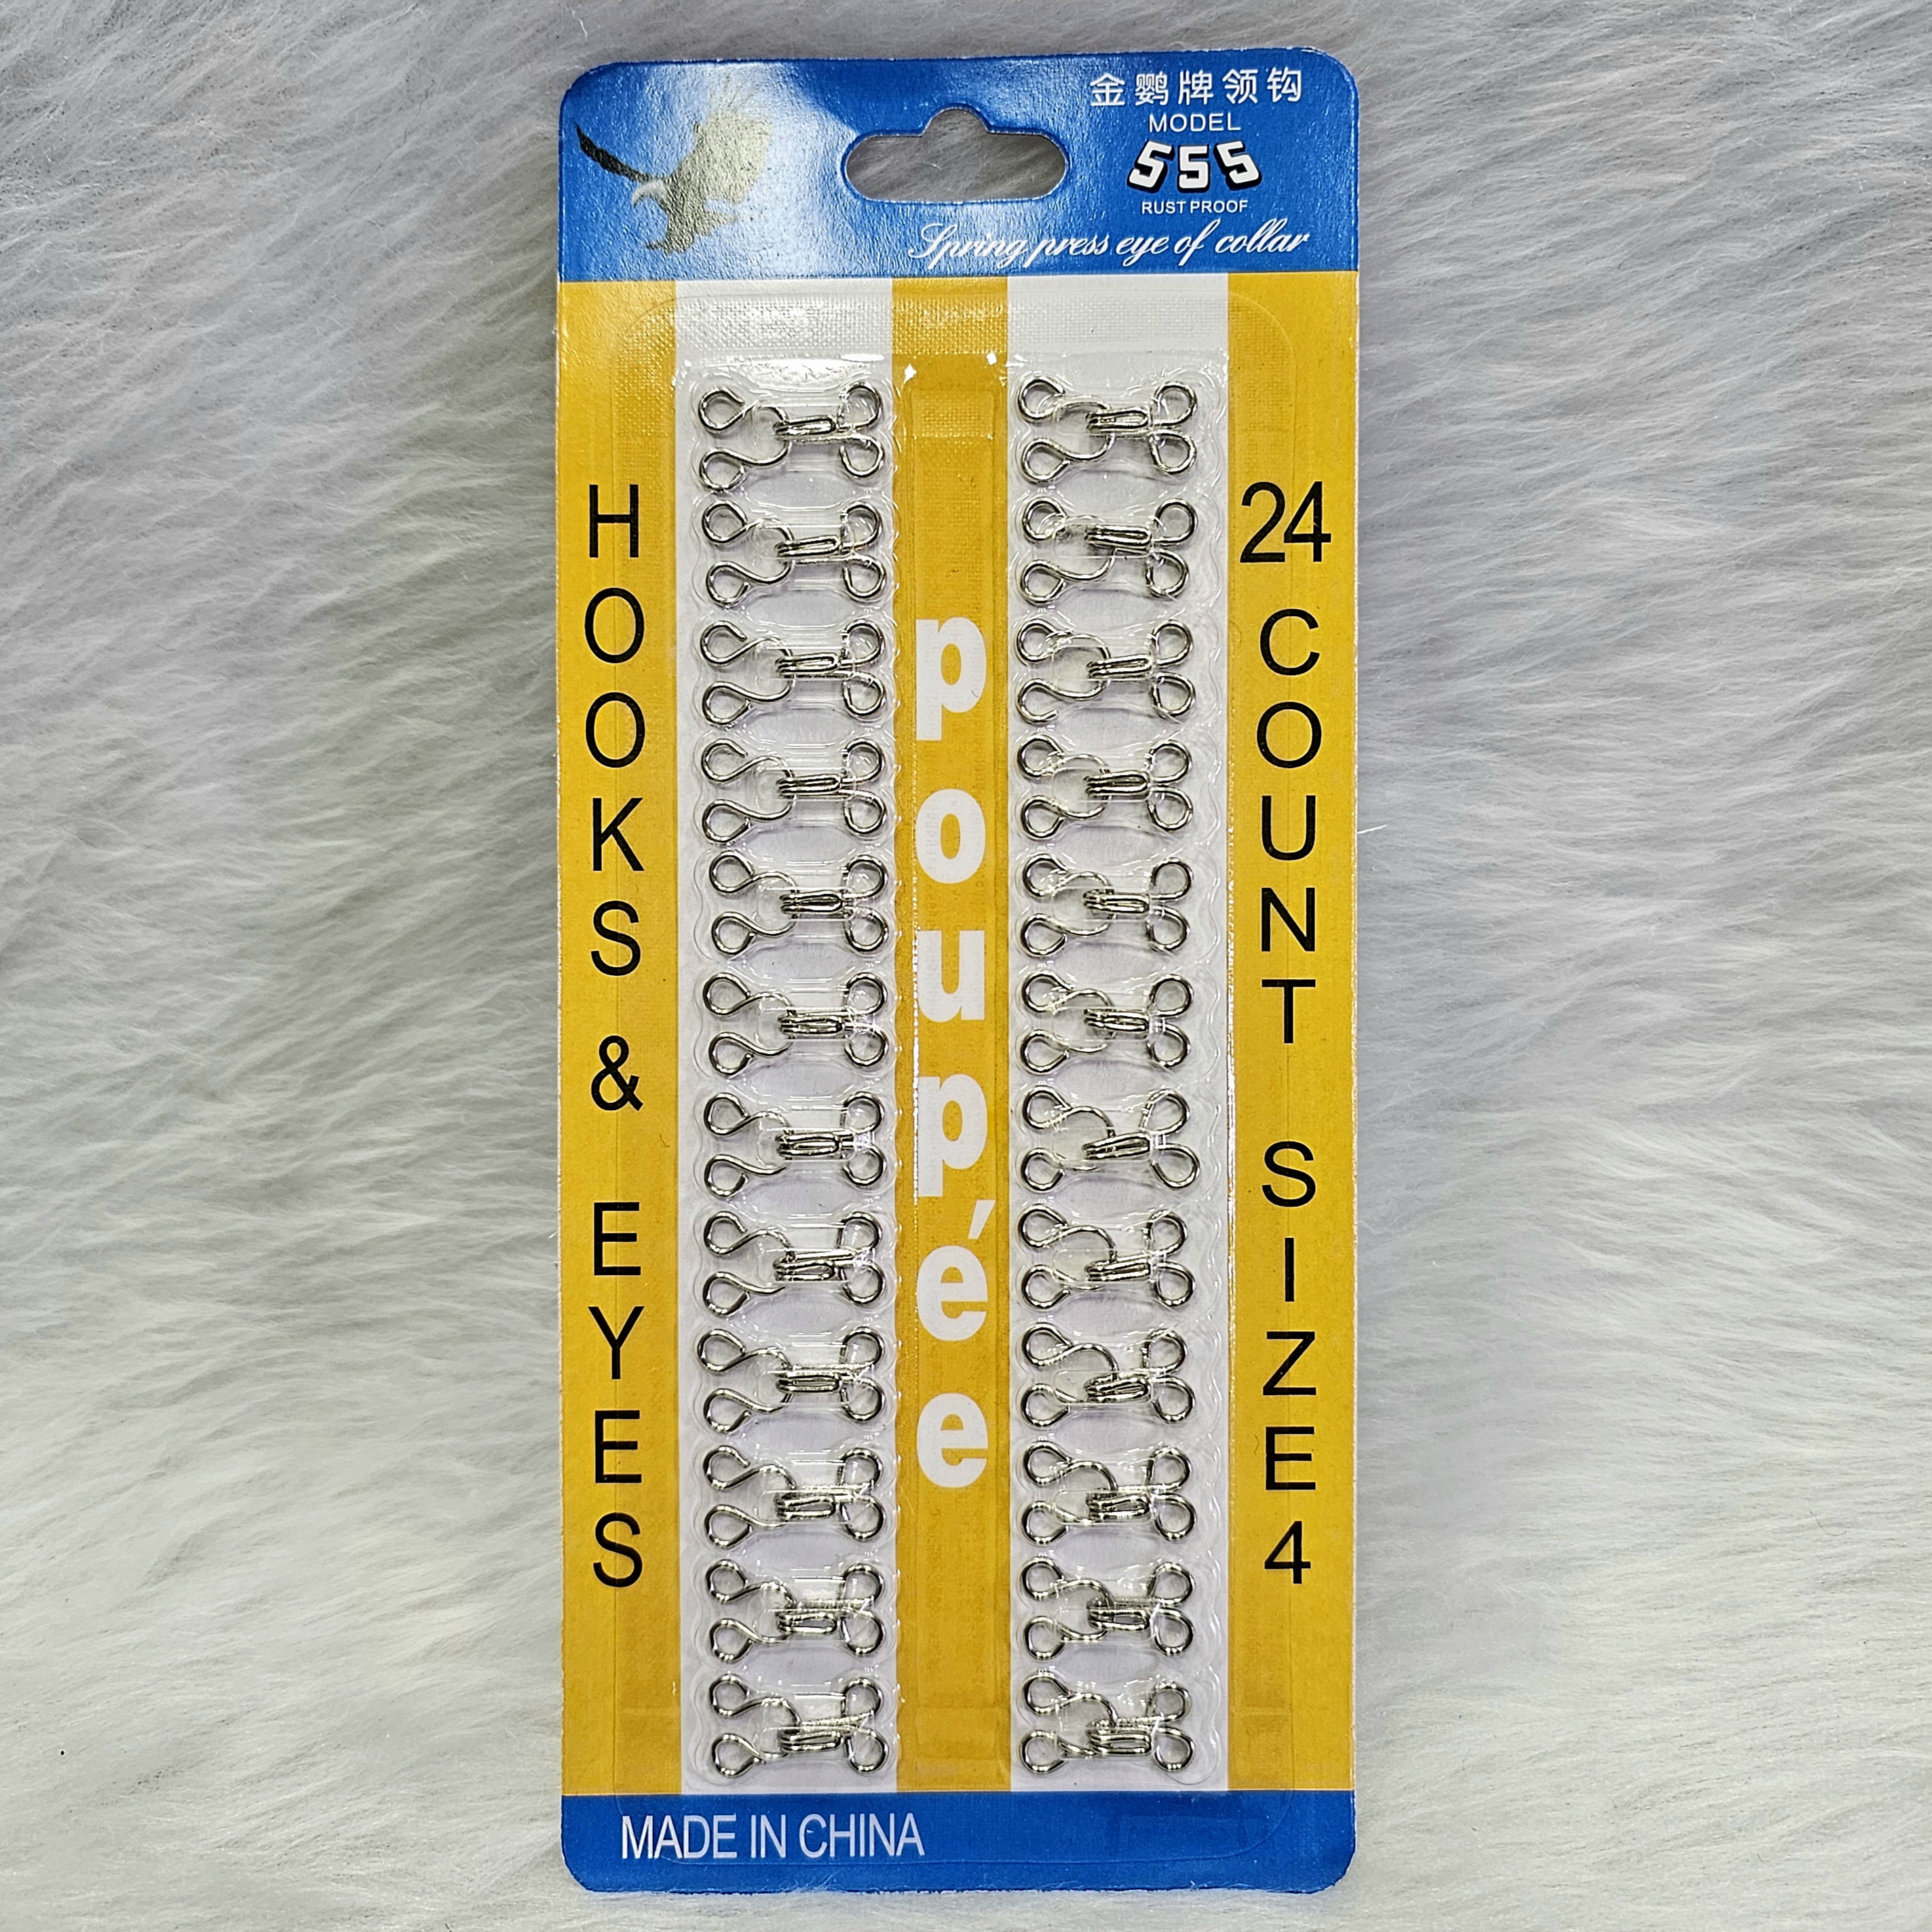 金鹦牌领钩
MODEL
555
RUST PROOF
Spring press eye of collar
HOOKS & EYES
poupée
24 COUNT SIZE 4
MADE IN CHINA